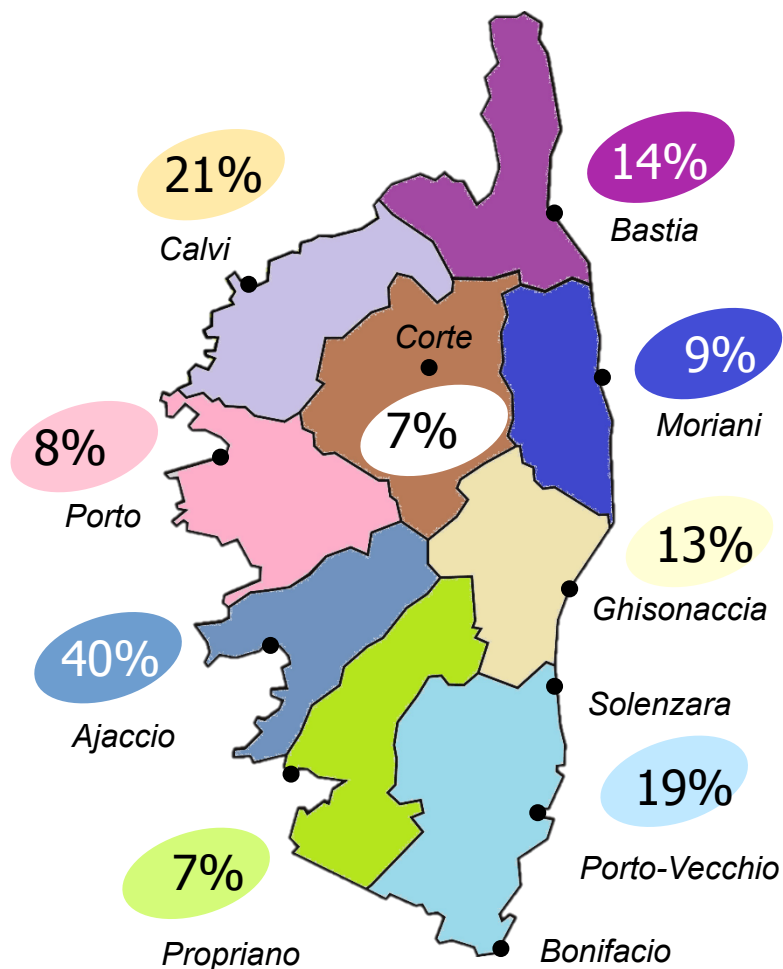 14%
Bastia
21%
Calvi
Corte
7%
9%
Moriani
8%
Porto
13%
Ghisonaccia
40%
Ajaccio
Solenzara
19%
Porto-Vecchio
7%
Propriano
Bonifacio